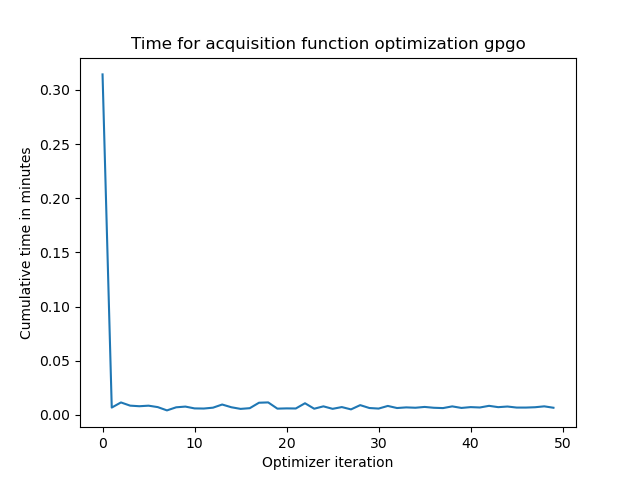 Time for acquisition function optimization gpgo
0.30
0.25
0.20
0.15
0.10
0.05
0.00
Cumulative time in minutes
0 10 20 30 40 50
Optimizer iteration